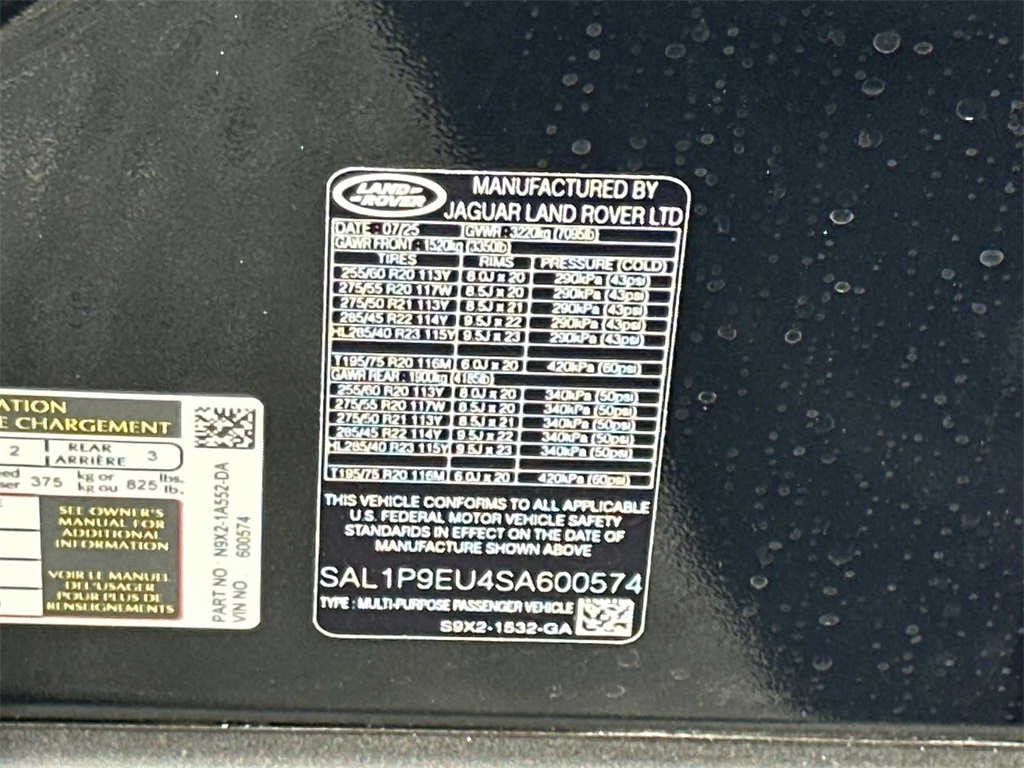 LAND
ROVER
MANUFACTURED BY
JAGUAR LAND ROVER LTD
DATE : 07/25 GVWR : 3220kg (7095lb)
GAWR FRONT : 1520kg (3350lb)
TIRES RIMS PRESSURE (COLD)
255/60 R20 113Y 8.0J x 20 290kPa (43psi)
275/55 R20 117W 8.5J x 20 290kPa (43psi)
275/50 R21 113Y 8.5J x 21 290kPa (43psi)
285/45 R22 114Y 9.5J x 22 290kPa (43psi)
HL285/40 R23 115Y 9.5J x 23 290kPa (43psi)
T195/75 R20 116M 6.0J x 20 420kPa (60psi)
GAWR REAR : 1900kg (4185lb)
255/60 R20 113Y 8.0J x 20 340kPa (50psi)
275/55 R20 117W 8.5J x 20 340kPa (50psi)
275/50 R21 113Y 8.5J x 21 340kPa (50psi)
285/45 R22 114Y 9.5J x 22 340kPa (50psi)
HL285/40 R23 115Y 9.5J x 23 340kPa (50psi)
T195/75 R20 116M 6.0J x 20 420kPa (60psi)
THIS VEHICLE CONFORMS TO ALL APPLICABLE
U.S. FEDERAL MOTOR VEHICLE SAFETY
STANDARDS IN EFFECT ON THE DATE OF
MANUFACTURE SHOWN ABOVE
SAL1P9EU4SA600574
TYPE : MULTI-PURPOSE PASSENGER VEHICLE
S9X2-1532-GA
ATION
E CHARGEMENT
2 REAR
ARRIÈRE 3
eed
ser 375 kg or
kg ou 825 lbs.
lb.
SEE OWNER'S
MANUAL FOR
ADDITIONAL
INFORMATION
VOIR LE MANUEL
DE L'USAGER
POUR PLUS DE
RENSEIGNEMENTS
PART NO : N9X2-1A552-DA
VIN NO 600574